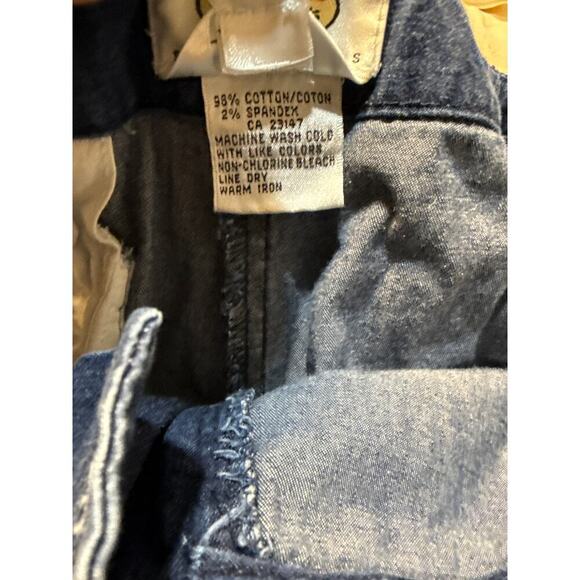 S
98% COTTON/COTON
2% SPANDEX
CA 23147
MACHINE WASH COLD
WITH LIKE COLORS
NON-CHLORINE BLEACH
LINE DRY
WARM IRON